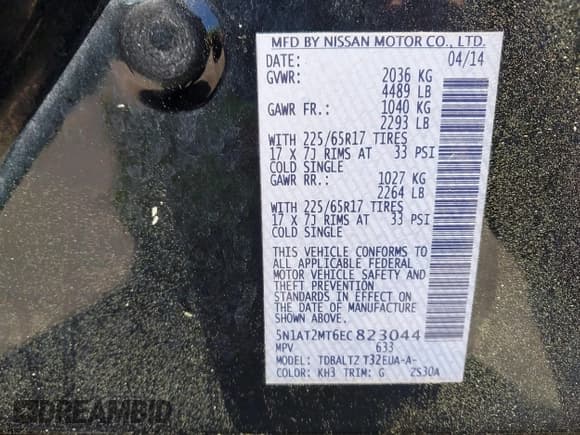 MFD BY NISSAN MOTOR CO., LTD.
DATE: 04/14
GVWR: 2036 KG
4489 LB
GAWR FR.: 1040 KG
2293 LB
WITH 225/65R17 TIRES
17 X 7J RIMS AT 33 PSI
COLD SINGLE
GAWR RR.: 1027 KG
2264 LB
WITH 225/65R17 TIRES
17 X 7J RIMS AT 33 PSI
COLD SINGLE
THIS VEHICLE CONFORMS TO
ALL APPLICABLE FEDERAL
MOTOR VEHICLE SAFETY AND
THEFT PREVENTION
STANDARDS IN EFFECT ON
THE DATE OF MANUFACTURE
SHOWN ABOVE.
5N1AT2MT6EC823044
MPV 633
MODEL: TDBALTZ T32EUA-A-
COLOR: KH3 TRIM: G 2S30A
DREAMBID